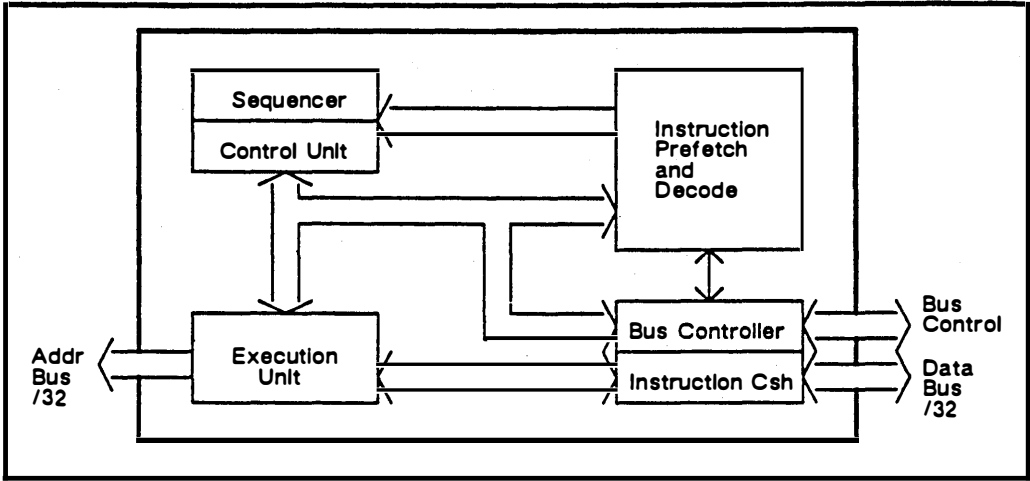 Sequencer
Control Unit
Instruction
Prefetch
and
Decode
Bus Controller
Instruction Csh
Execution
Unit
Addr
Bus
/32
Bus
Control
Data
Bus
/32